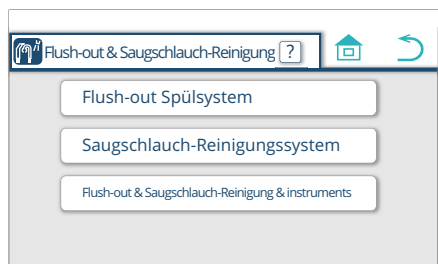 Flush-out & Saugschlauch-Reinigung ?
Flush-out Spülsystem
Saugschlauch-Reinigungssystem
Flush-out & Saugschlauch-Reinigung & instruments